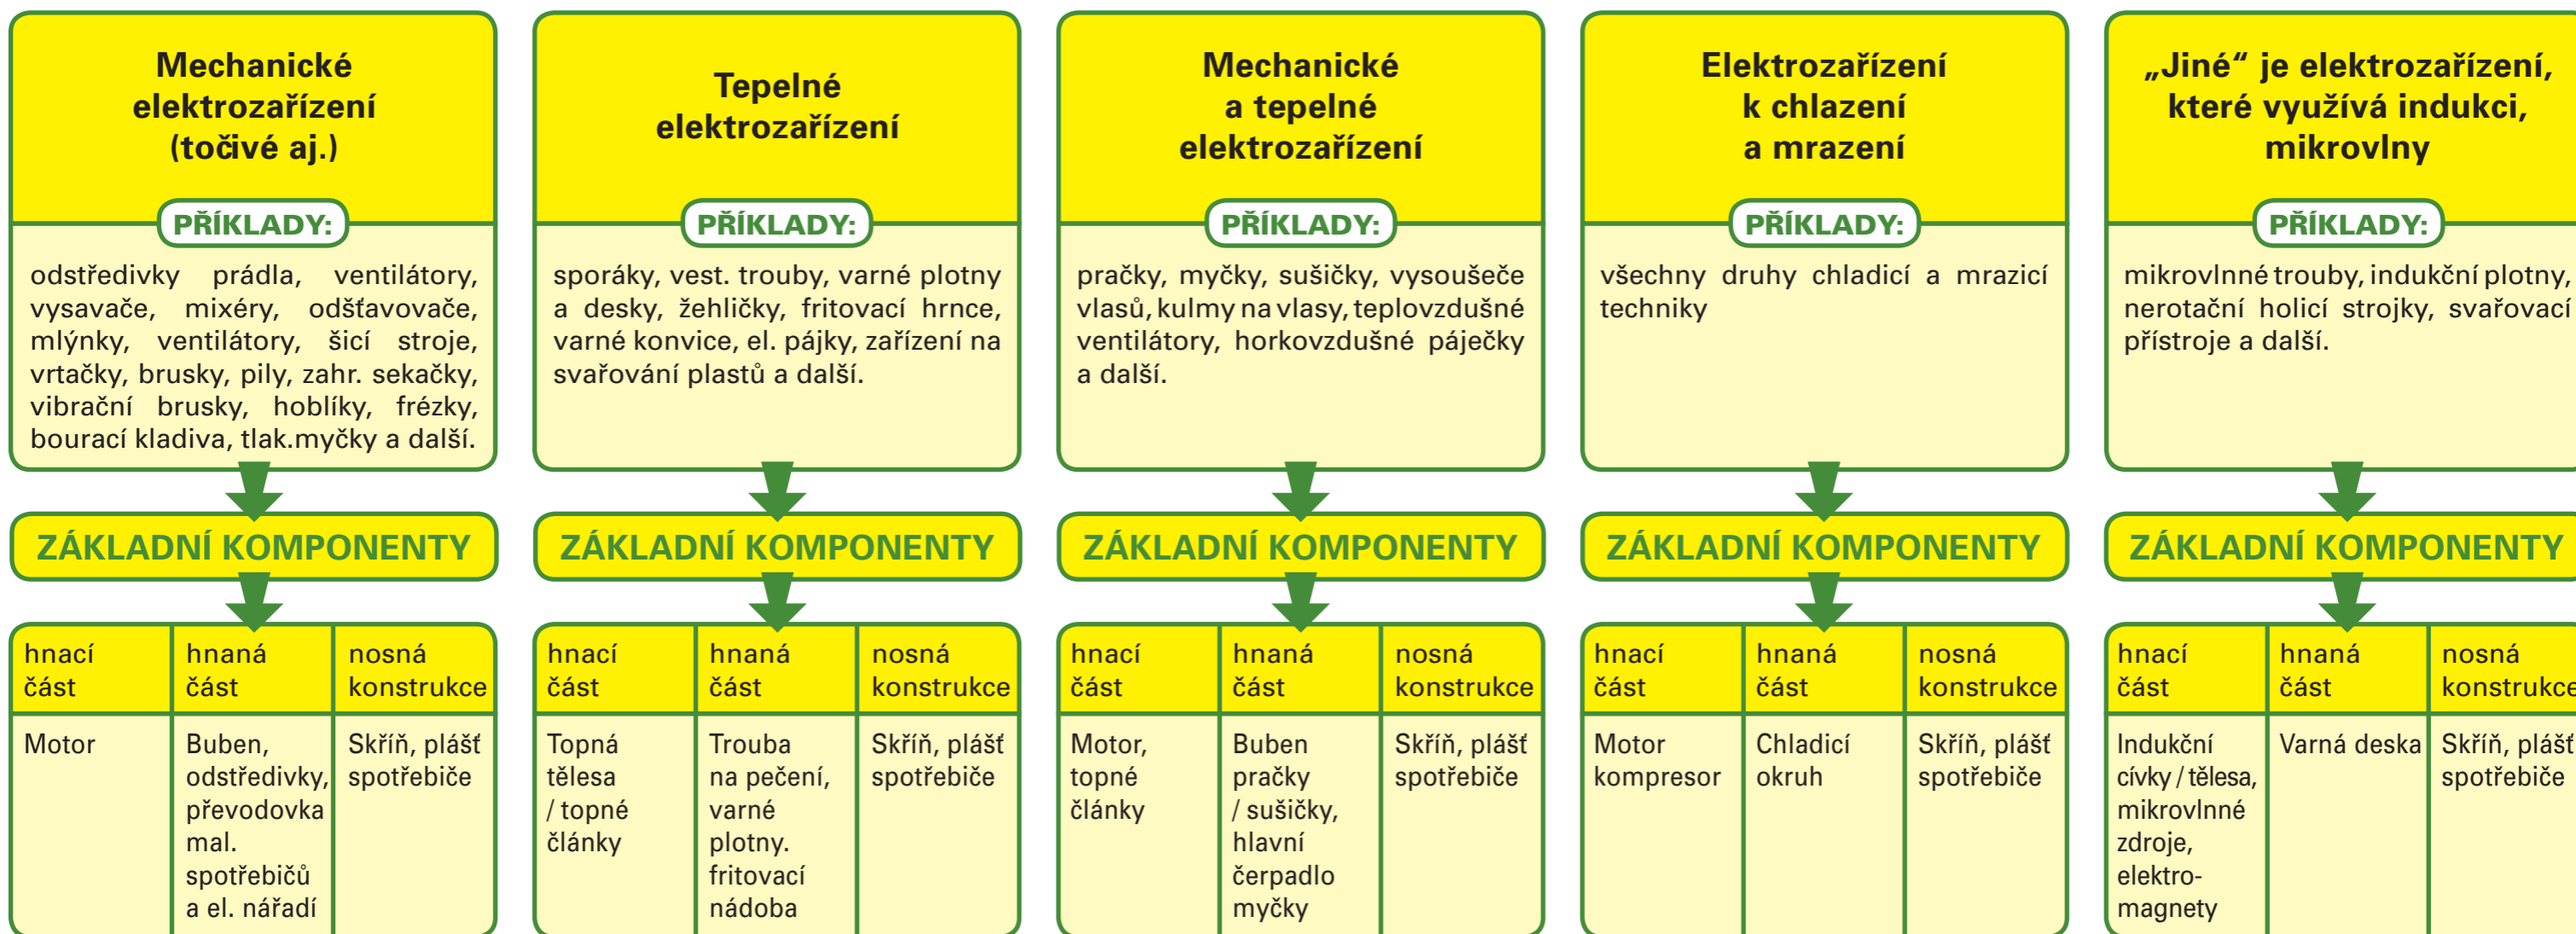 Mechanické
elektrozařízení
(točivé aj.)
PŘÍKLADY:
odstředivky prádla, ventilátory,
vysavače, mixéry, odšťavovače,
mlýnky, ventilátory, šicí stroje,
vrtačky, brusky, pily, zahr. sekačky,
vibrační brusky, hoblíky, frézky,
bourací kladiva, tlak.myčky a další.
ZÁKLADNÍ KOMPONENTY
hnací
část
hnaná
část
nosná
konstrukce
Motor
Buben,
odstředivky,
převodovka
mal.
spotřebičů
a el. nářadí
Skříň, plášť
spotřebiče
Tepelné
elektrozařízení
PŘÍKLADY:
sporáky, vest. trouby, varné plotny
a desky, žehličky, fritovací hrnce,
varné konvice, el. pájky, zařízení na
svařování plastů a další.
ZÁKLADNÍ KOMPONENTY
hnací
část
hnaná
část
nosná
konstrukce
Topná
tělesa
/ topné
články
Trouba
na pečení,
varné
plotny.
fritovací
nádoba
Skříň, plášť
spotřebiče
Mechanické
a tepelné
elektrozařízení
PŘÍKLADY:
pračky, myčky, sušičky, vysoušeče
vlasů, kulmy na vlasy, teplovzdušné
ventilátory, horkovzdušné páječky
a další.
ZÁKLADNÍ KOMPONENTY
hnací
část
hnaná
část
nosná
konstrukce
Motor,
topné
články
Buben
pračky
/ sušičky,
hlavní
čerpadlo
myčky
Skříň, plášť
spotřebiče
Elektrozařízení
k chlazení
a mrazení
PŘÍKLADY:
všechny druhy chladicí a mrazicí
techniky
ZÁKLADNÍ KOMPONENTY
hnací
část
hnaná
část
nosná
konstrukce
Motor
kompresor
Chladicí
okruh
Skříň, plášť
spotřebiče
„Jiné“ je elektrozařízení,
které využívá indukci,
mikrovlny
PŘÍKLADY:
mikrovlnné trouby, indukční plotny,
nerotační holicí strojky, svařovací
přístroje a další.
ZÁKLADNÍ KOMPONENTY
hnací
část
hnaná
část
nosná
konstrukce
Indukční
cívky / tělesa,
mikrovlnné
zdroje,
elektro-
magnety
Varná deska
Skříň, plášť
spotřebiče